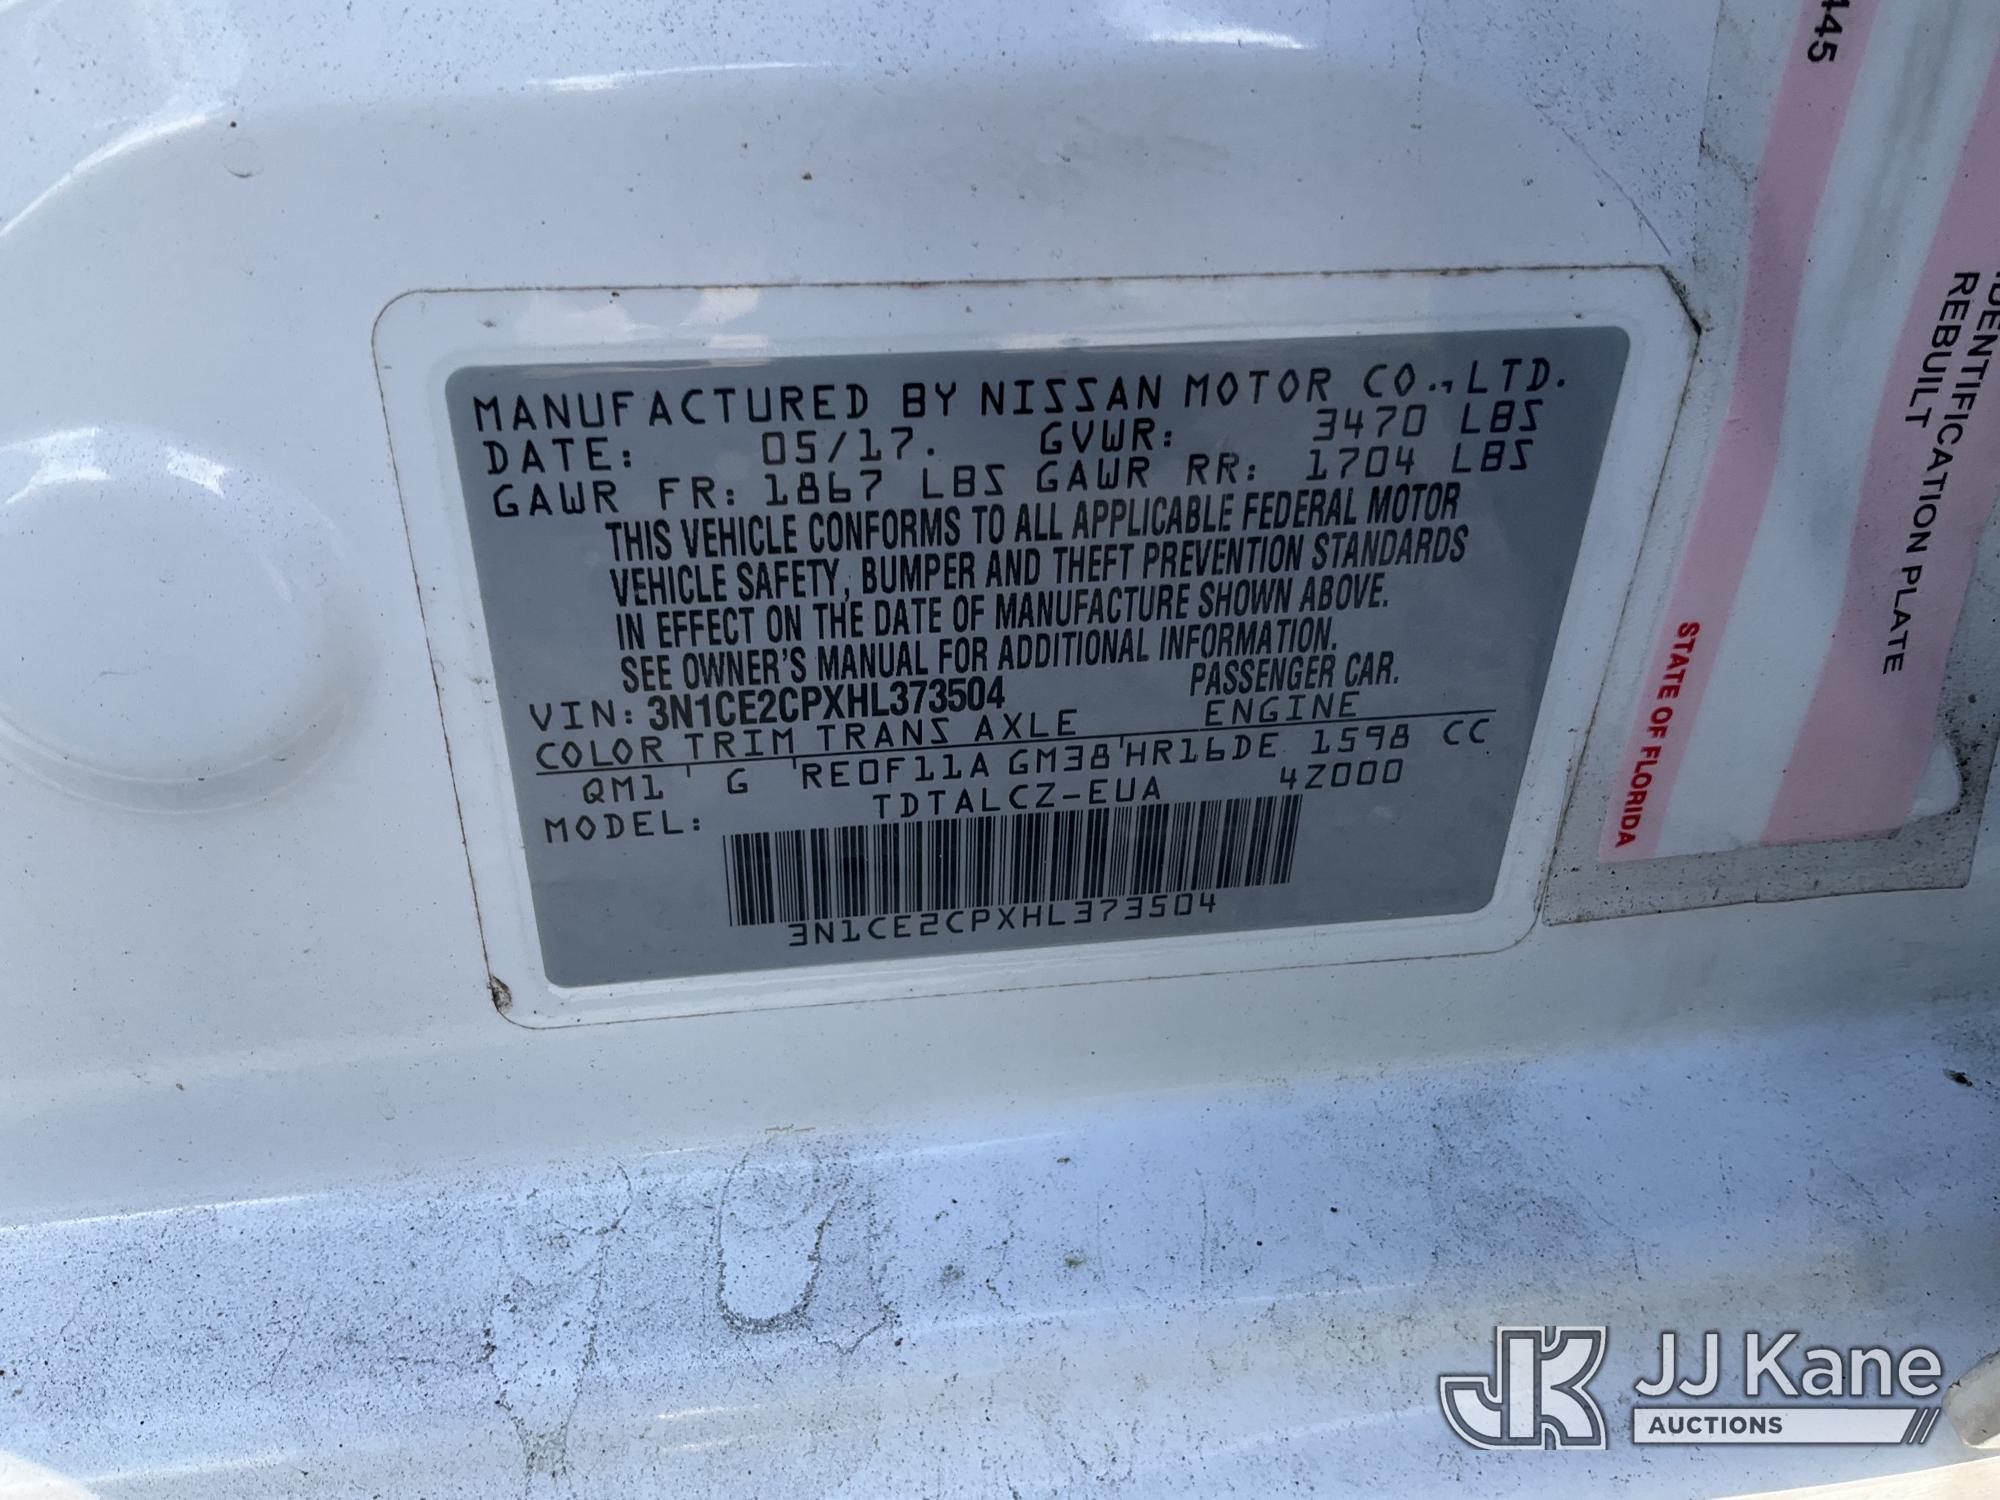 MANUFACTURED BY NISSAN MOTOR CO., LTD.
DATE: 05/17. GVWR: 3470 LBS
GAWR FR: 1867 LBS GAWR RR: 1704 LBS
THIS VEHICLE CONFORMS TO ALL APPLICABLE FEDERAL MOTOR
VEHICLE SAFETY, BUMPER AND THEFT PREVENTION STANDARDS
IN EFFECT ON THE DATE OF MANUFACTURE SHOWN ABOVE.
SEE OWNER'S MANUAL FOR ADDITIONAL INFORMATION.
VIN: 3N1CE2CPXHL373504 PASSENGER CAR.
COLOR TRIM TRANS AXLE ENGINE
QM1 G RE0F11A GM38 HR16DE 1598 CC
MODEL: TDTALCZ-EUA 4Z000
3N1CE2CPXHL373504
445
IDENTIFICATION PLATE
REBUILT
STATE OF FLORIDA
JK JJ Kane
AUCTIONS